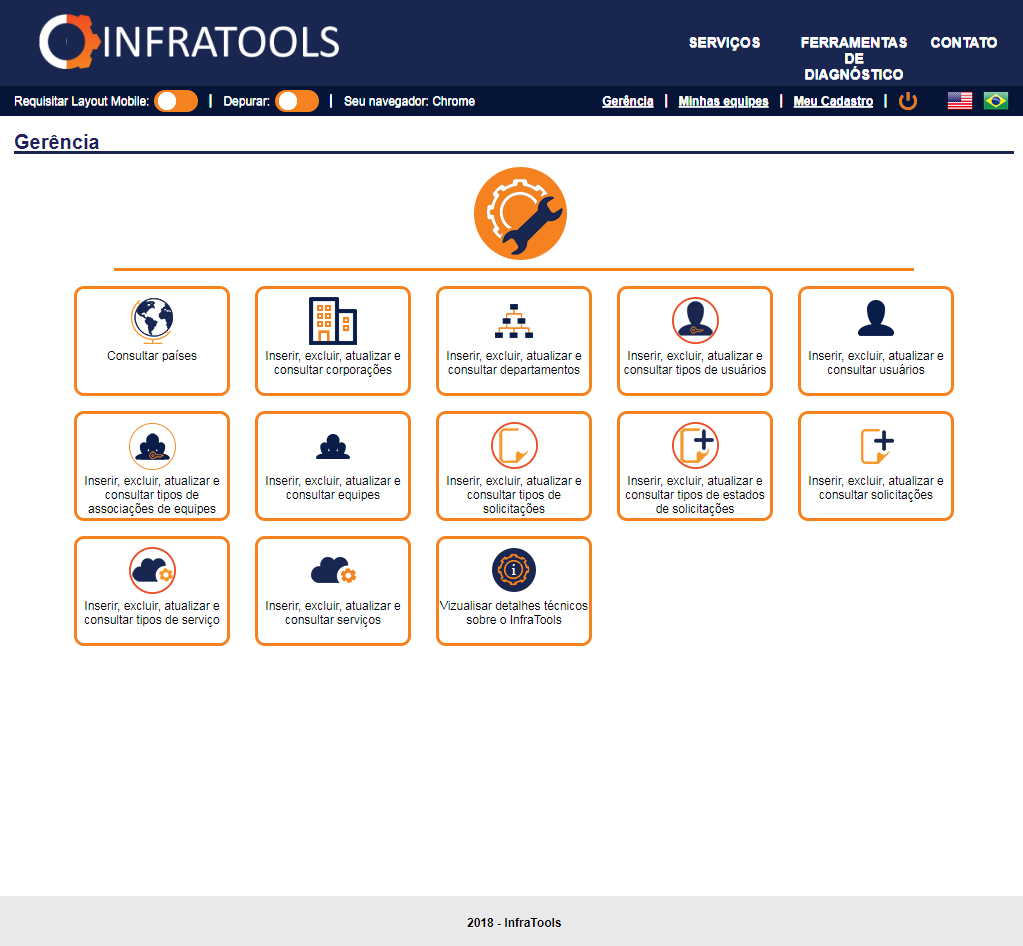 INFRATOOLS
SERVIÇOS
FERRAMENTAS
DE
DIAGNÓSTICO
CONTATO
Requisitar Layout Mobile: | Depurar: | Seu navegador: Chrome
Gerência | Minhas equipes | Meu Cadastro |
Gerência
Consultar países
Inserir, excluir, atualizar e
consultar corporações
Inserir, excluir, atualizar e
consultar departamentos
Inserir, excluir, atualizar e
consultar tipos de usuários
Inserir, excluir, atualizar e
consultar usuários
Inserir, excluir, atualizar e
consultar tipos de
associações de equipes
Inserir, excluir, atualizar e
consultar equipes
Inserir, excluir, atualizar e
consultar tipos de
solicitações
Inserir, excluir, atualizar e
consultar tipos de estados
de solicitações
Inserir, excluir, atualizar e
consultar solicitações
Inserir, excluir, atualizar e
consultar tipos de serviço
Inserir, excluir, atualizar e
consultar serviços
i
Vizualisar detalhes técnicos
sobre o InfraTools
2018 - InfraTools